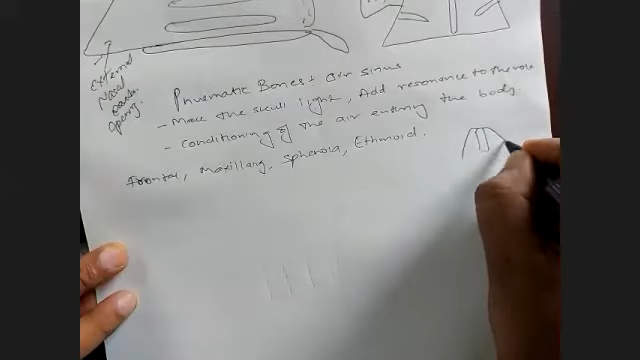 External
Nasal
opening.
Pneumatic Bones + air sinus
- Make the skull light, Add resonance to the voice
- Conditioning of the air entering the body.
Frontal, Maxillary, Sphenoia, Ethmoid.